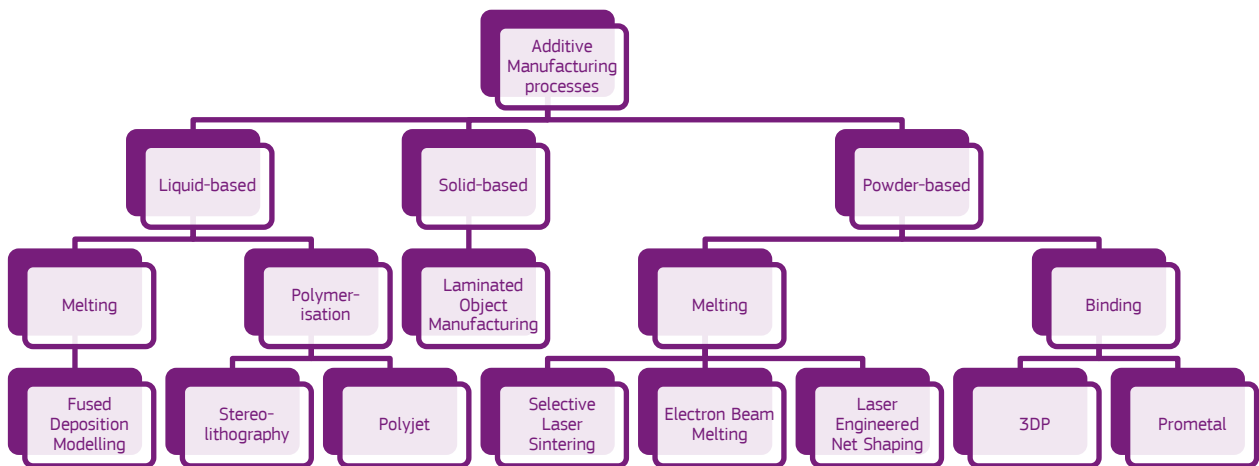 Additive
Manufacturing
processes
Liquid-based
Solid-based
Powder-based
Melting
Polymer-
isation
Laminated
Object
Manufacturing
Melting
Binding
Fused
Deposition
Modelling
Stereo-
lithography
Polyjet
Selective
Laser
Sintering
Electron Beam
Melting
Laser
Engineered
Net Shaping
3DP
Prometal